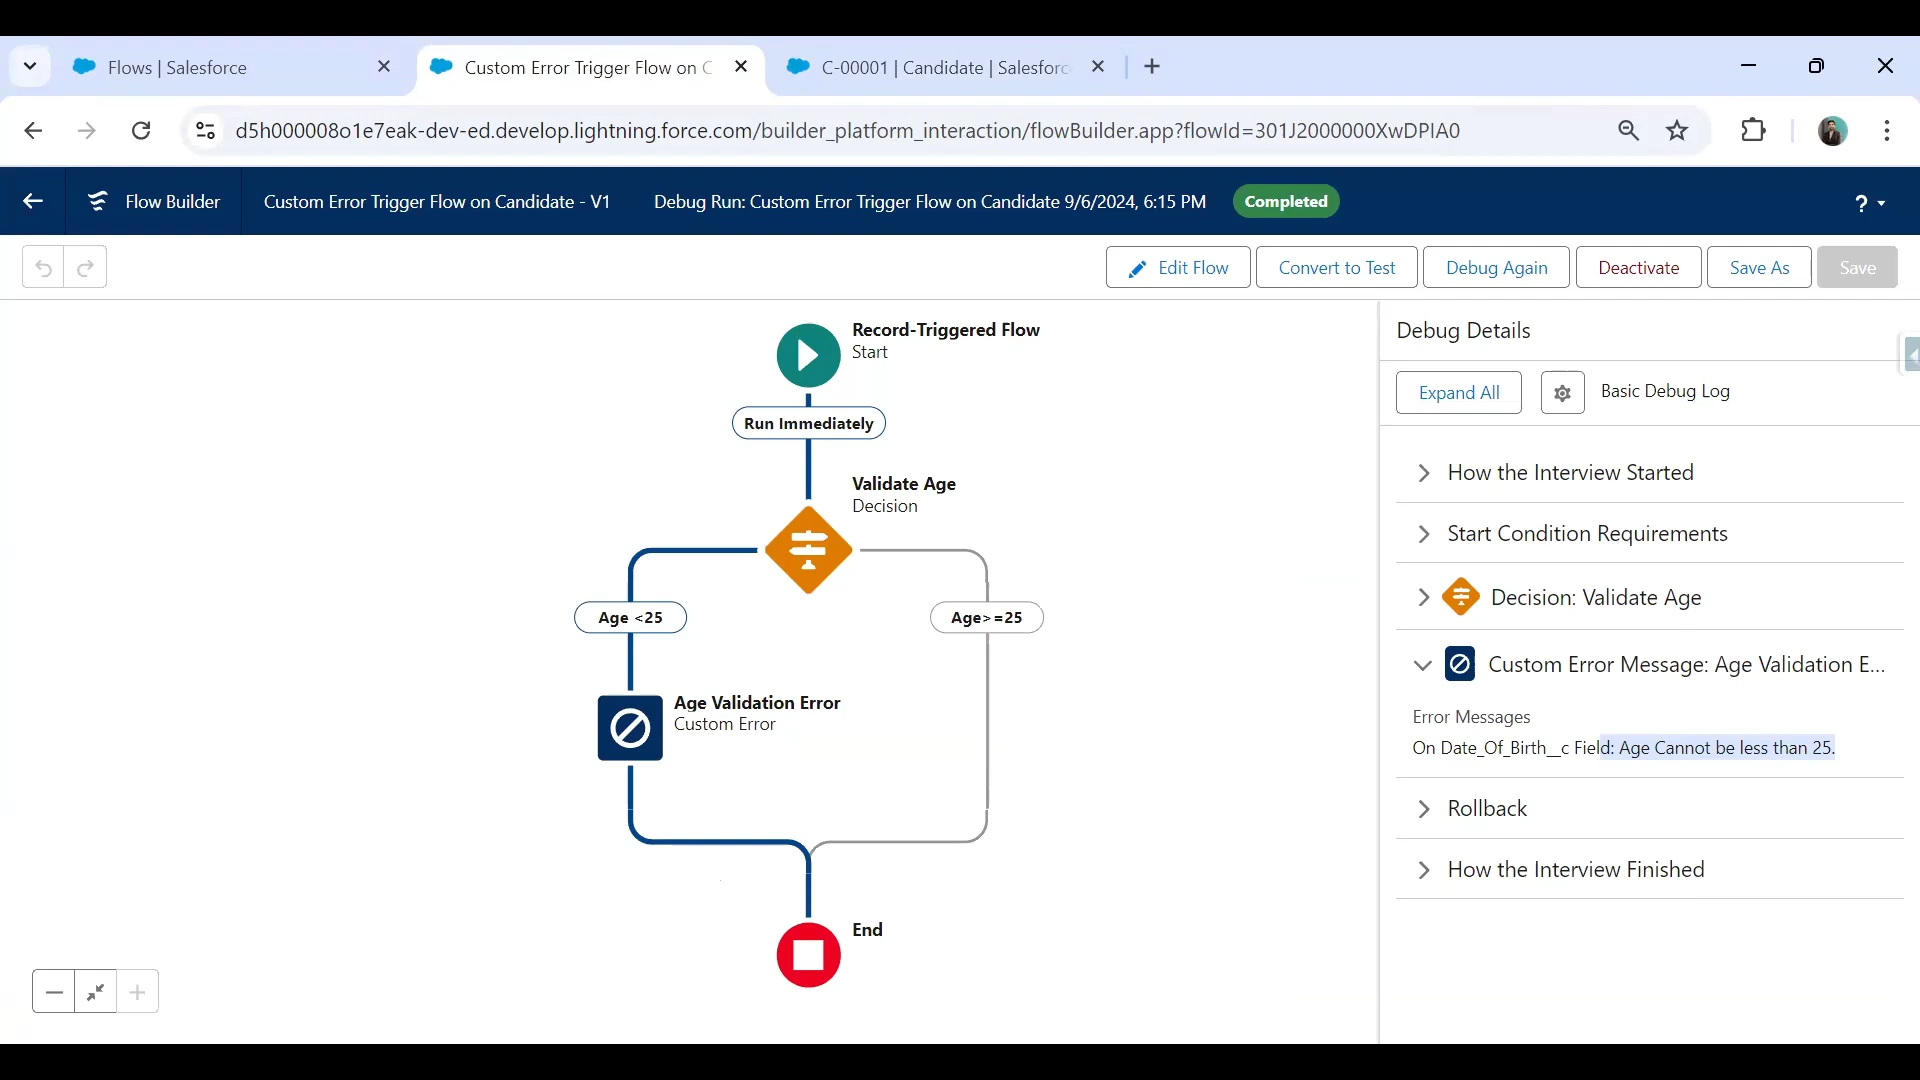 Flows | Salesforce
Custom Error Trigger Flow on C
C-00001 | Candidate | Salesforc
d5h000008o1e7eak-dev-ed.develop.lightning.force.com/builder_platform_interaction/flowBuilder.app?flowId=301J2000000XwDPIA0
Flow Builder
Custom Error Trigger Flow on Candidate - V1
Debug Run: Custom Error Trigger Flow on Candidate 9/6/2024, 6:15 PM
Completed
?
Edit Flow
Convert to Test
Debug Again
Deactivate
Save As
Save
Record-Triggered Flow
Start
Run Immediately
Validate Age
Decision
Age <25
Age>=25
Age Validation Error
Custom Error
End
Debug Details
Expand All
Basic Debug Log
How the Interview Started
Start Condition Requirements
Decision: Validate Age
Custom Error Message: Age Validation E...
Error Messages
On Date_Of_Birth__c Field: Age Cannot be less than 25.
Rollback
How the Interview Finished